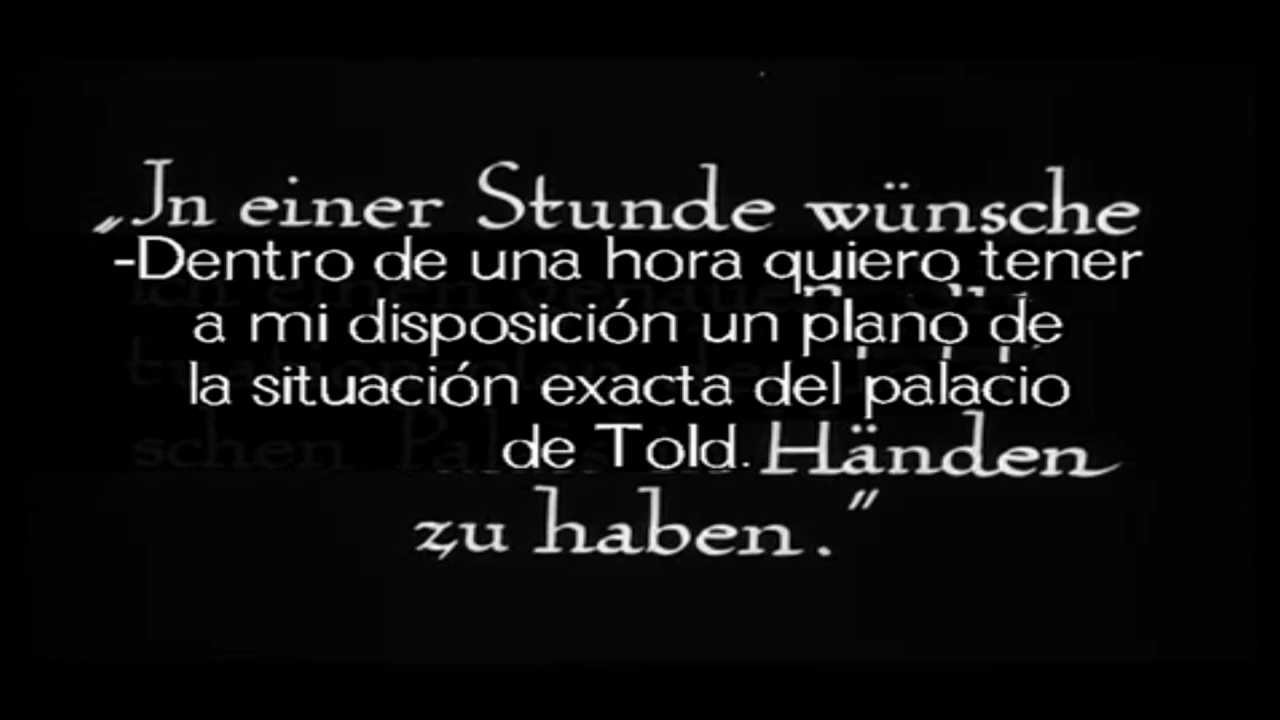 „In einer Stunde wünsche
-Dentro de una hora quiero tener
a mi disposición un plano de
la situación exacta del palacio
de Told. Händen
zu haben."